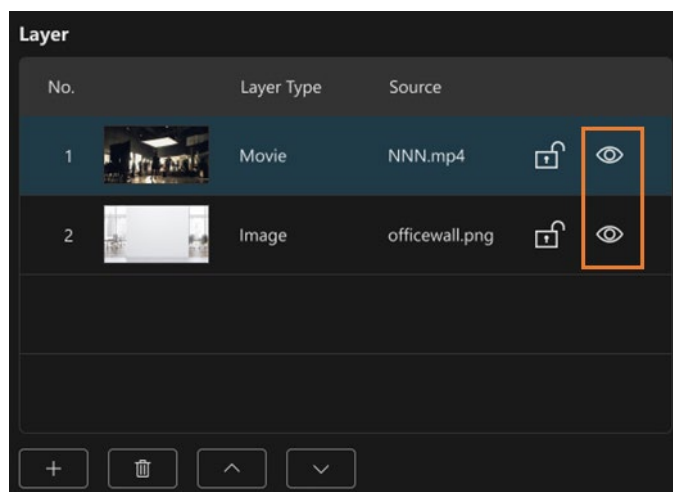 Layer
No. Layer Type Source
1 Movie NNN.mp4
2 Image officewall.png